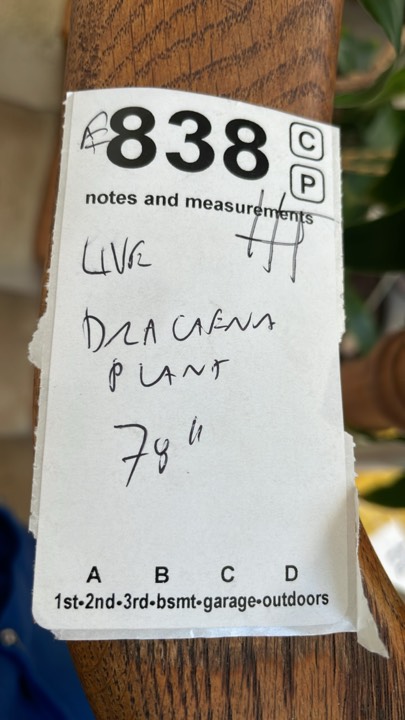 838
C
P
notes and measurements
LIVE
DRACAENA
PLANT
78"
A B C D
1st•2nd•3rd•bsmt•garage•outdoors